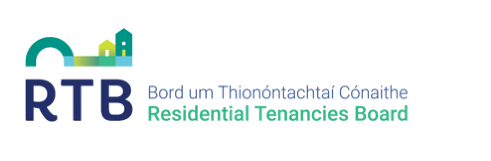 RTB
Bord um Thionóntachtaí Cónaithe
Residential Tenancies Board